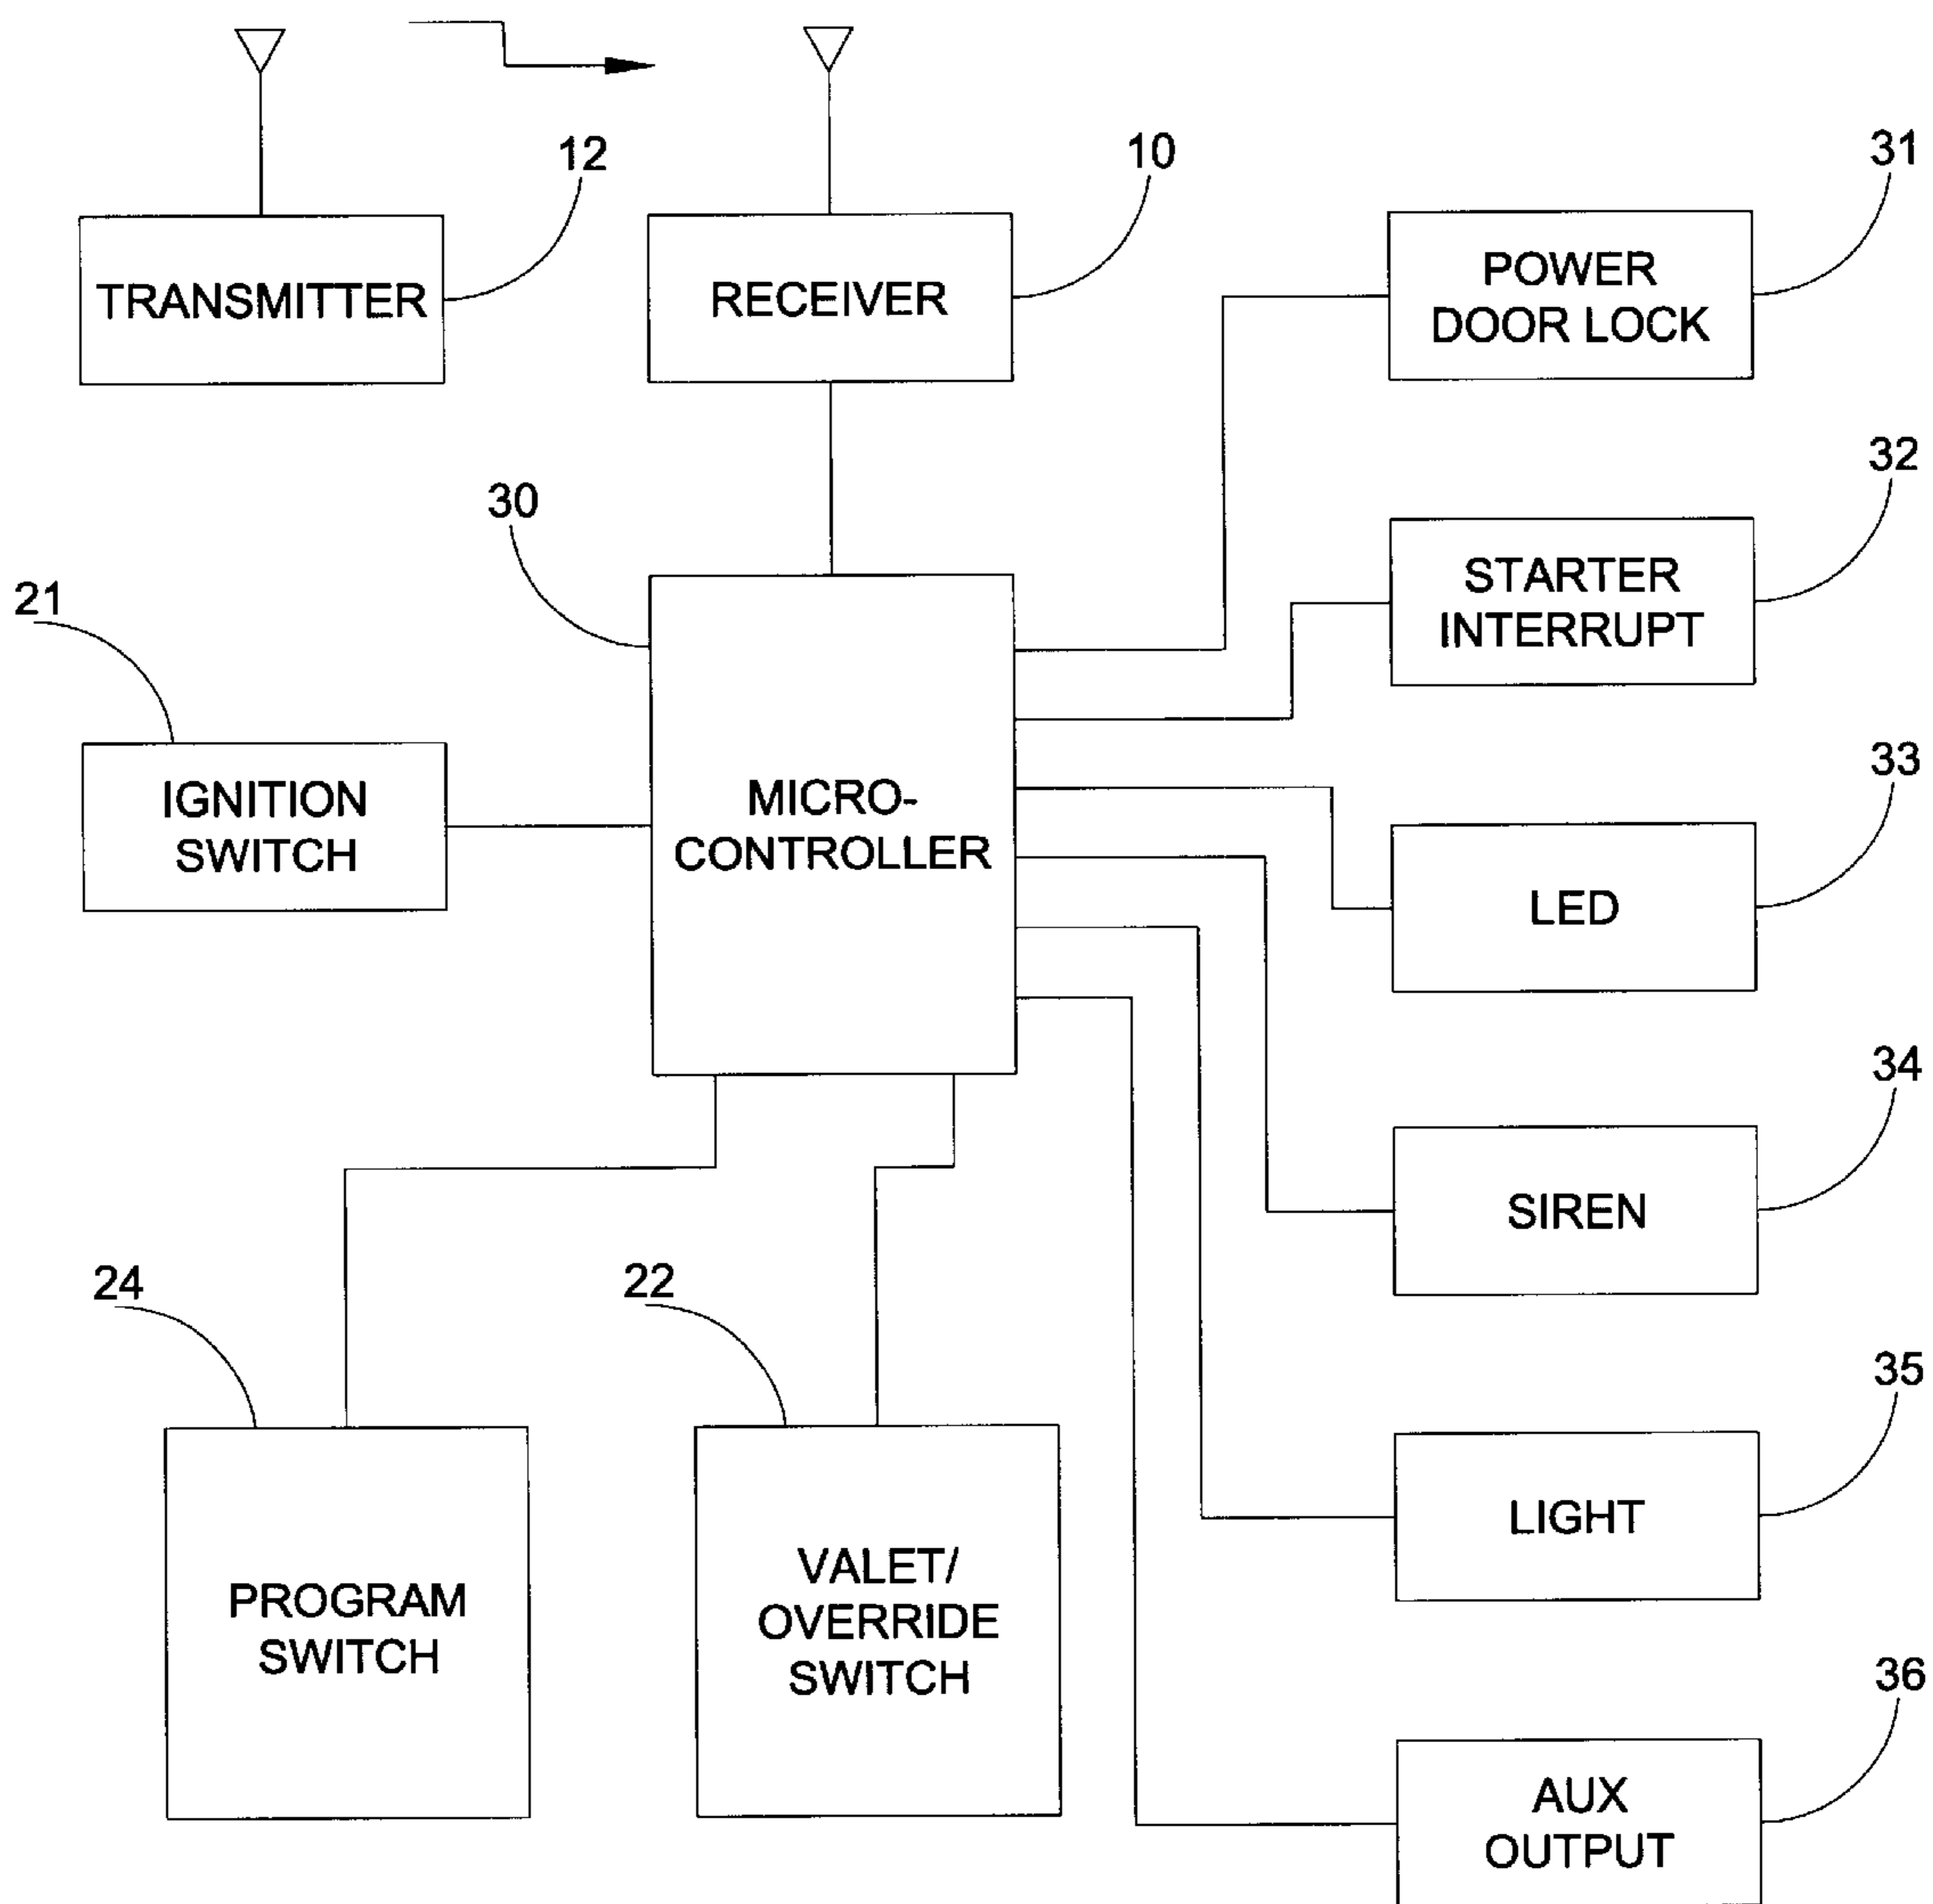 12
10
31
TRANSMITTER
RECEIVER
POWER
DOOR LOCK
30
32
21
STARTER
INTERRUPT
IGNITION
SWITCH
MICRO-
CONTROLLER
33
LED
34
SIREN
24
22
35
LIGHT
PROGRAM
SWITCH
VALET/
OVERRIDE
SWITCH
36
AUX
OUTPUT